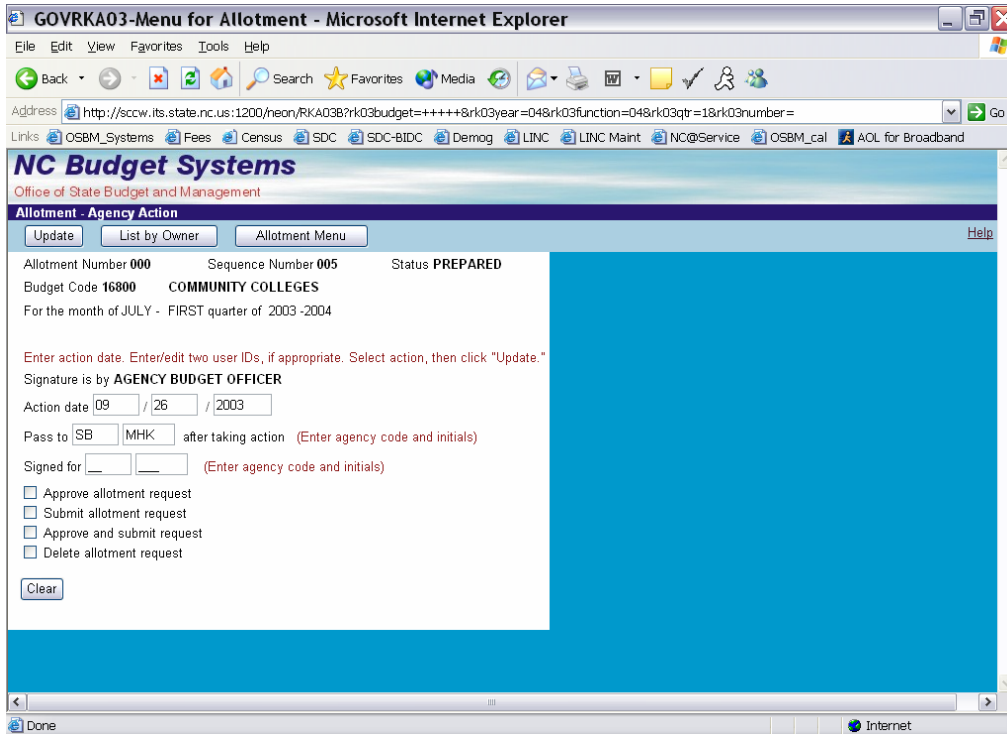 GOVRKA03-Menu for Allotment - Microsoft Internet Explorer
File Edit View Favorites Tools Help
Back Search Favorites Media
Address http://sccw.its.state.nc.us:1200/neon/RKA03B?rk03budget=+++++&rk03year=04&rk03function=04&rk03qtr=1&rk03number= Go
Links OSBM_Systems Fees Census SDC SDC-BIDC Demog LINC LINC Maint NC@Service OSBM_cal AOL for Broadband
NC Budget Systems
Office of State Budget and Management
Allotment - Agency Action
Update List by Owner Allotment Menu Help
Allotment Number 000 Sequence Number 005 Status PREPARED
Budget Code 16800 COMMUNITY COLLEGES
For the month of JULY - FIRST quarter of 2003 -2004
Enter action date. Enter/edit two user IDs, if appropriate. Select action, then click "Update."
Signature is by AGENCY BUDGET OFFICER
Action date 09 / 26 / 2003
Pass to SB MHK after taking action (Enter agency code and initials)
Signed for __ ___ (Enter agency code and initials)
Approve allotment request
Submit allotment request
Approve and submit request
Delete allotment request
Clear
Done Internet